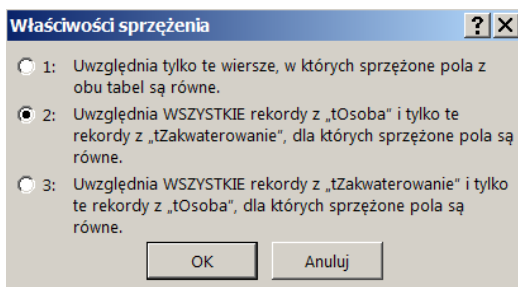 Właściwości sprzężenia
1: Uwzględnia tylko te wiersze, w których sprzężone pola z
obu tabel są równe.
2: Uwzględnia WSZYSTKIE rekordy z „tOsoba” i tylko te
rekordy z „tZakwaterowanie”, dla których sprzężone pola są
równe.
3: Uwzględnia WSZYSTKIE rekordy z „tZakwaterowanie” i tylko
te rekordy z „tOsoba”, dla których sprzężone pola są
równe.
OK Anuluj